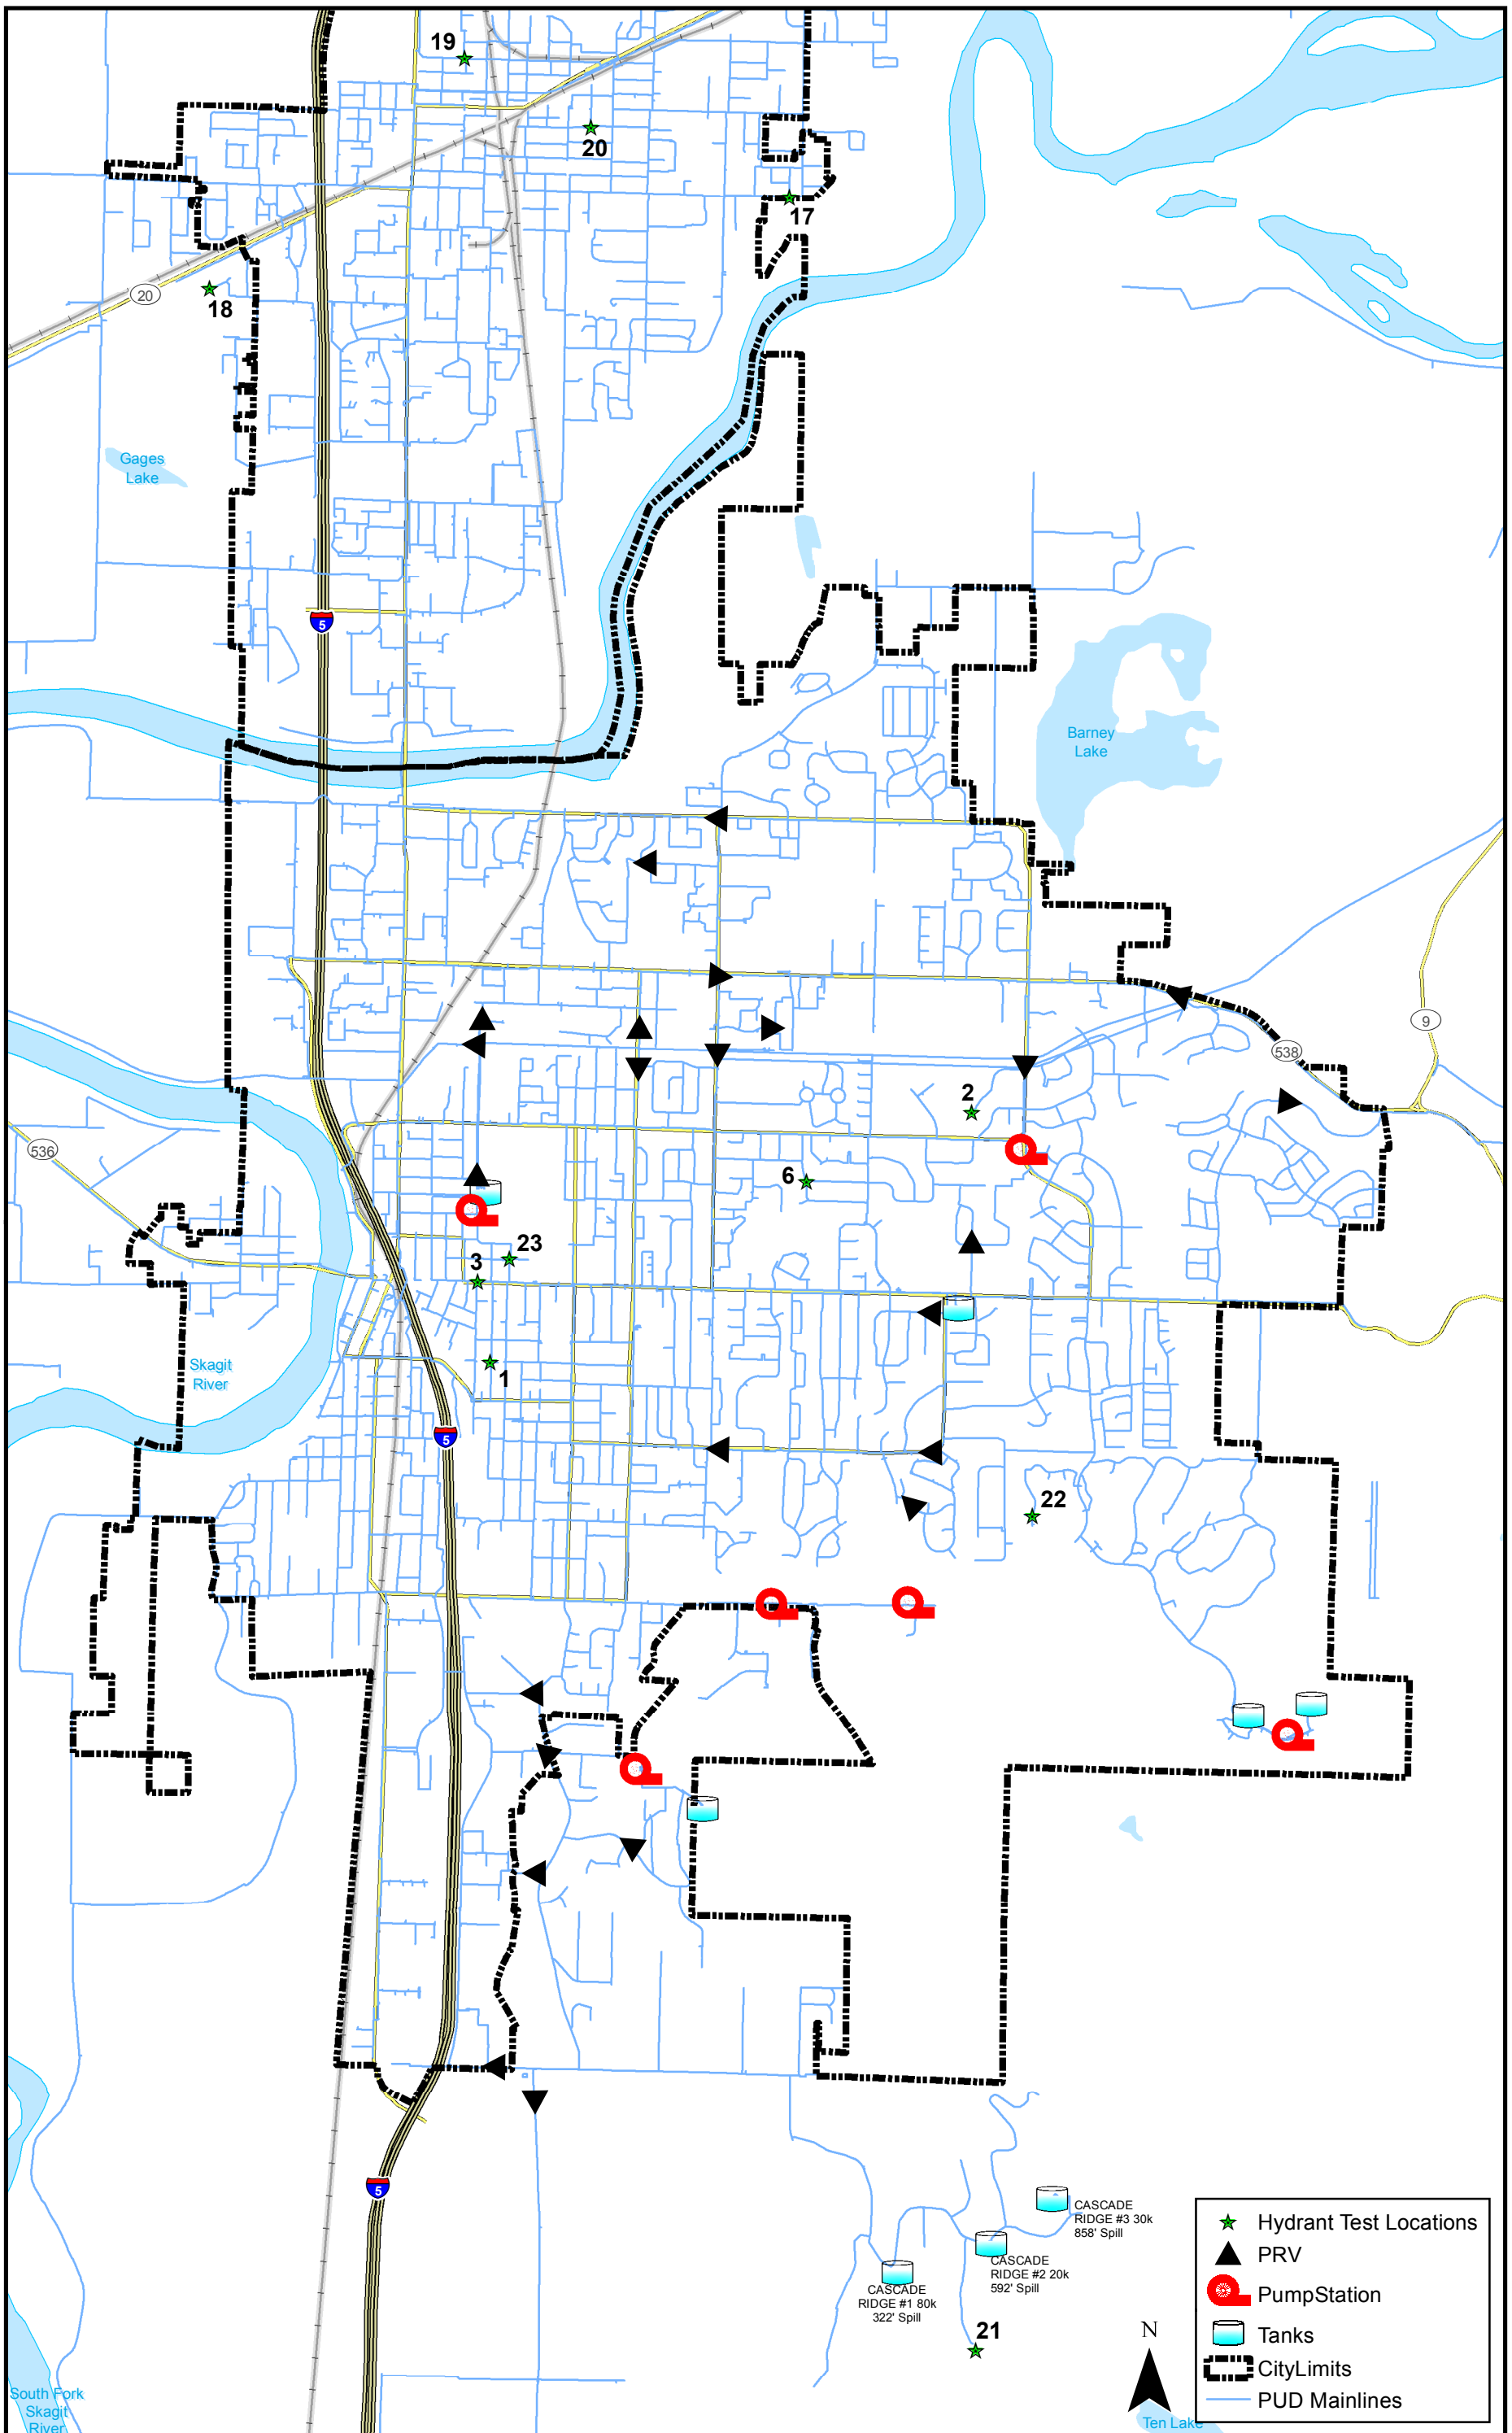 19
20
17
20
18
Gages
Lake
5
Barney
Lake
9
538
2
536
6
23
3
Skagit
River
1
5
22
5
CASCADE
RIDGE #3 30k
858' Spill
CASCADE
RIDGE #2 20k
592' Spill
CASCADE
RIDGE #1 80k
322' Spill
21
N
Hydrant Test Locations
PRV
PumpStation
Tanks
CityLimits
PUD Mainlines
South Fork
Skagit
River
Ten Lake